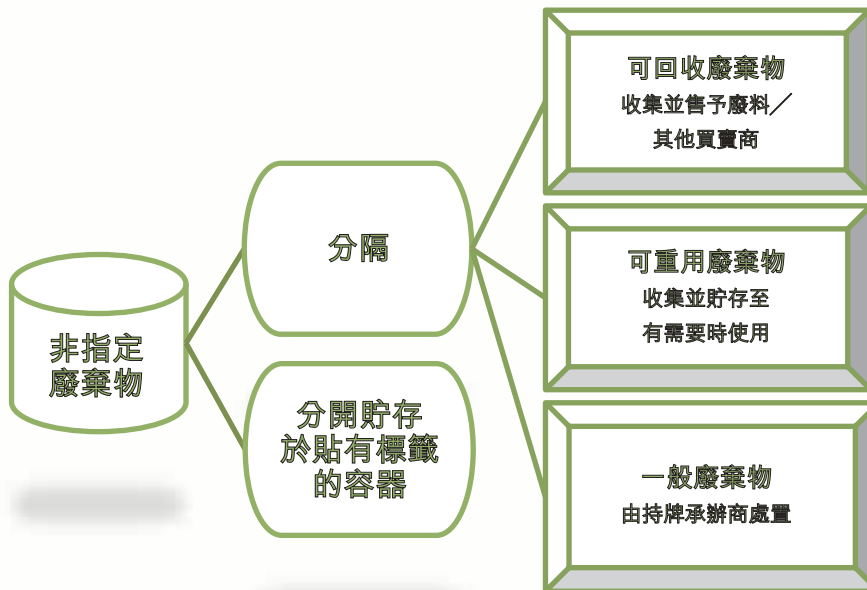 非指定
廢棄物
分隔
分開貯存
於貼有標籤
的容器
可回收廢棄物
收集並售予廢料／
其他買賣商
可重用廢棄物
收集並貯存至
有需要時使用
一般廢棄物
由持牌承辦商處置